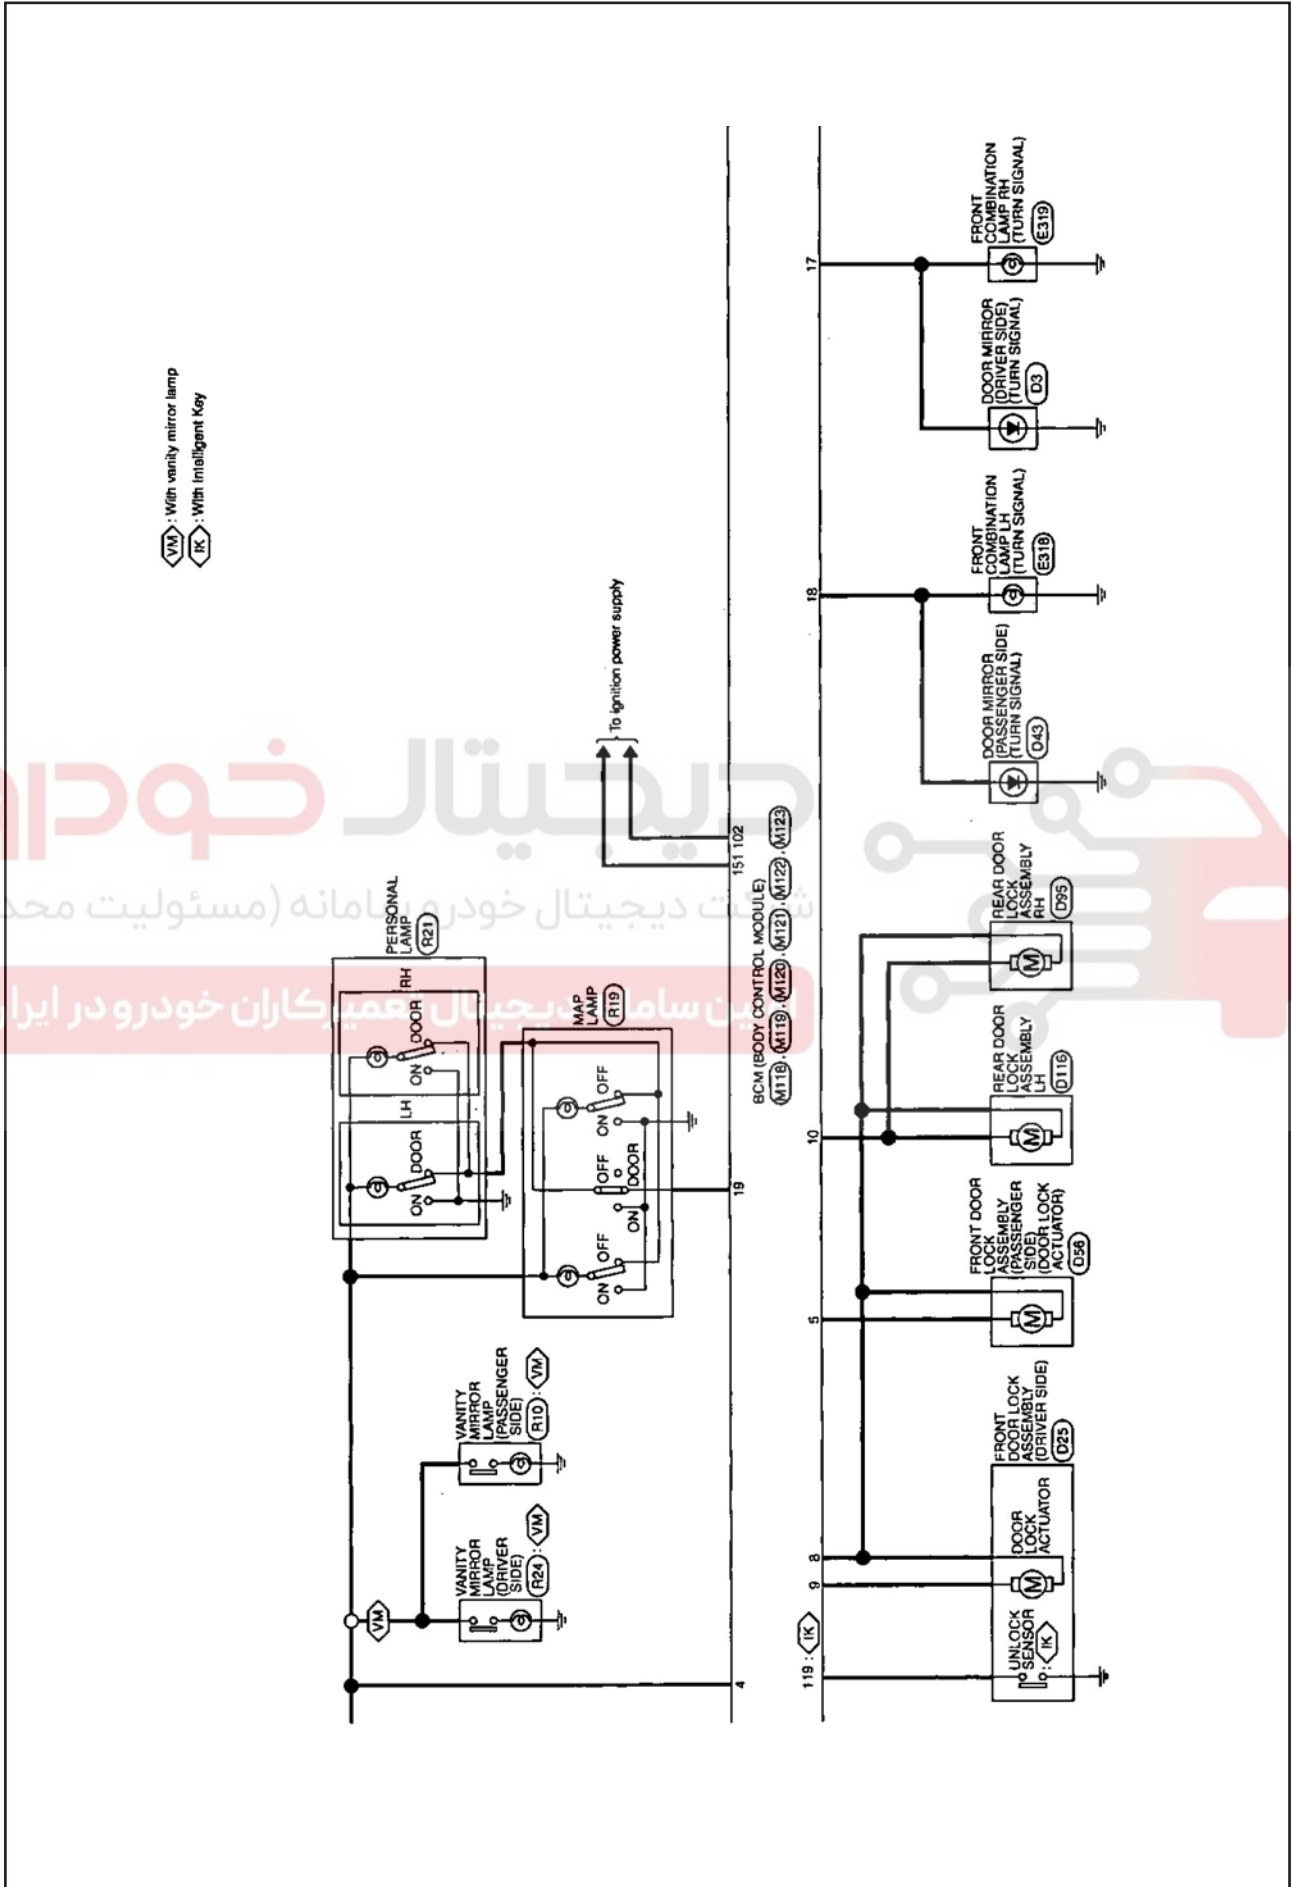 VM : With vanity mirror lamp
IK : With Intelligent Key
To ignition power supply
PERSONAL
LAMP
R21
LH
RH
ON
DOOR
ON
DOOR
MAP
LAMP
R19
ON
OFF
ON
OFF
DOOR
ON
OFF
VANITY
MIRROR
LAMP
(DRIVER
SIDE)
R24 : VM
VANITY
MIRROR
LAMP
(PASSENGER
SIDE)
R10 : VM
VM
4
19
151 102
BCM (BODY CONTROL MODULE)
M118 , M119 , M120 , M121 , M122 , M123
119 : IK
9
8
5
10
18
17
UNLOCK
SENSOR
: IK
DOOR
LOCK
ACTUATOR
M
FRONT
DOOR LOCK
ASSEMBLY
(DRIVER SIDE)
D25
FRONT DOOR
LOCK
ASSEMBLY
(PASSENGER
SIDE)
(DOOR LOCK
ACTUATOR)
D56
M
REAR DOOR
LOCK
ASSEMBLY
LH
D116
M
REAR DOOR
LOCK
ASSEMBLY
RH
D95
M
DOOR MIRROR
(PASSENGER SIDE)
(TURN SIGNAL)
D43
FRONT
COMBINATION
LAMP LH
(TURN SIGNAL)
E318
DOOR MIRROR
(DRIVER SIDE)
(TURN SIGNAL)
D3
FRONT
COMBINATION
LAMP RH
(TURN SIGNAL)
E319
دیجیتال خودرو
شرکت دیجیتال خودرو سامانه (مسئولیت
سامانه دیجیتال تعمیرکاران خودرو در ایران